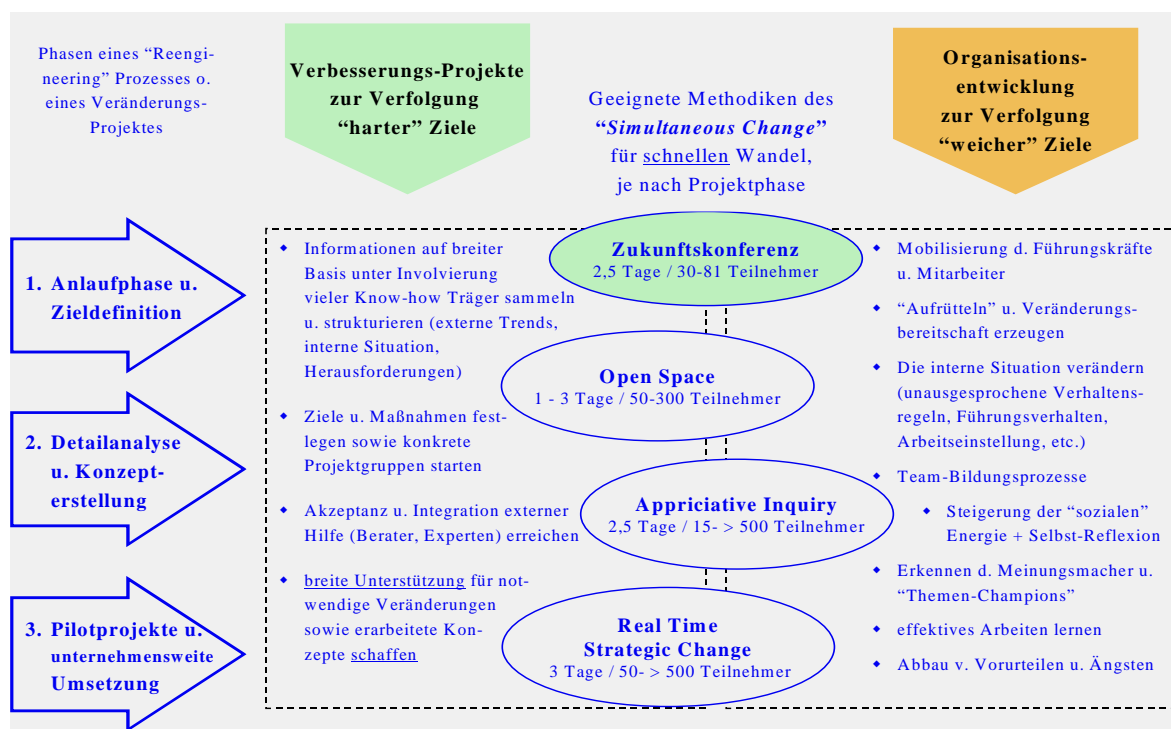 Phasen eines “Reengi-
neering” Prozesses o.
eines Veränderungs-
Projektes
Verbesserungs-Projekte
zur Verfolgung
“harter” Ziele
Geeignete Methodiken des
“Simultaneous Change”
für schnellen Wandel,
je nach Projektphase
Organisations-
entwicklung
zur Verfolgung
“weicher” Ziele
1. Anlaufphase u.
Zieldefinition
2. Detailanalyse
u. Konzept-
erstellung
3. Pilotprojekte u.
unternehmensweite
Umsetzung
◆ Informationen auf breiter
Basis unter Involvierung
vieler Know-how Träger sammeln
u. strukturieren (externe Trends,
interne Situation,
Herausforderungen)
◆ Ziele u. Maßnahmen fest-
legen sowie konkrete
Projektgruppen starten
◆ Akzeptanz u. Integration externer
Hilfe (Berater, Experten) erreichen
◆ breite Unterstützung für not-
wendige Veränderungen
sowie erarbeitete Kon-
zepte schaffen
Zukunftskonferenz
2,5 Tage / 30-81 Teilnehmer
Open Space
1 - 3 Tage / 50-300 Teilnehmer
Appriciative Inquiry
2,5 Tage / 15- > 500 Teilnehmer
Real Time
Strategic Change
3 Tage / 50- > 500 Teilnehmer
◆ Mobilisierung d. Führungskräfte
u. Mitarbeiter
◆ “Aufrütteln” u. Veränderungs-
bereitschaft erzeugen
◆ Die interne Situation verändern
(unausgesprochene Verhaltens-
regeln, Führungsverhalten,
Arbeitseinstellung, etc.)
◆ Team-Bildungsprozesse
◆ Steigerung der “sozialen”
Energie + Selbst-Reflexion
◆ Erkennen d. Meinungsmacher u.
“Themen-Champions”
◆ effektives Arbeiten lernen
◆ Abbau v. Vorurteilen u. Ängsten